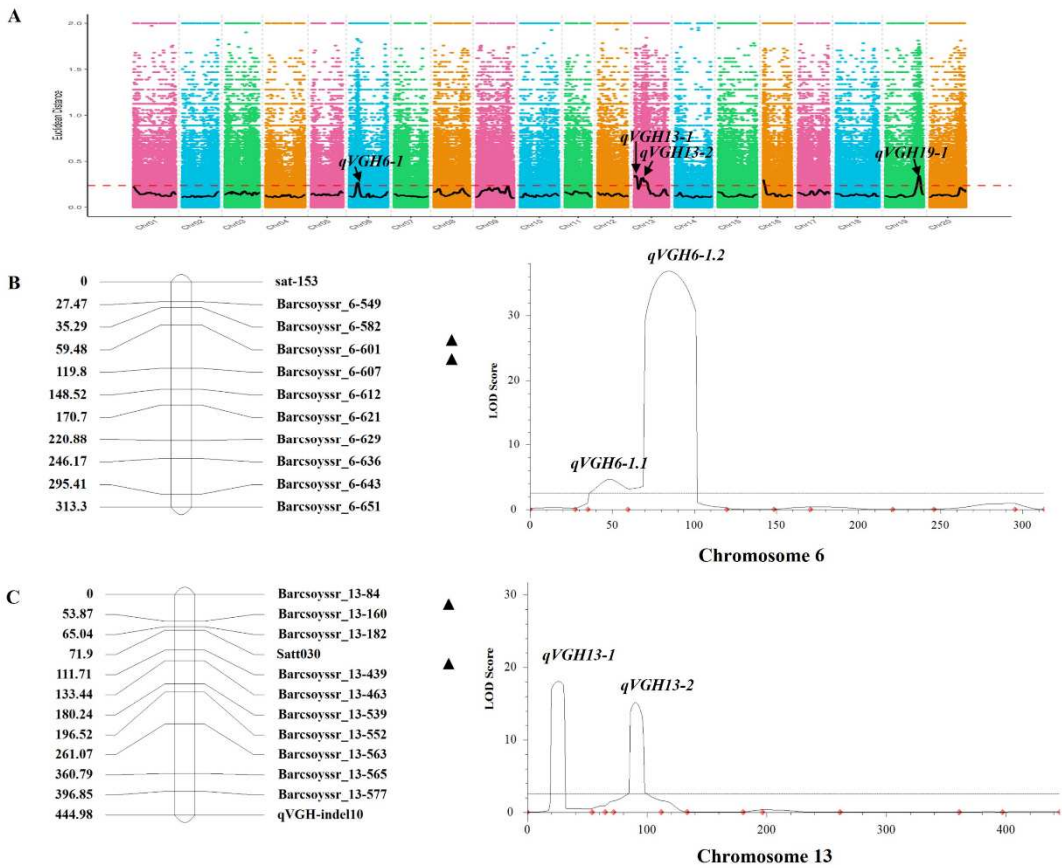 A
2.0
1.5
1.0
0.5
0.0
Euclidean Distance
qVGH6-1
qVGH13-1
qVGH13-2
qVGH19-1
Chr01 Chr02 Chr03 Chr04 Chr05 Chr06 Chr07 Chr08 Chr09 Chr10 Chr11 Chr12 Chr13 Chr14 Chr15 Chr16 Chr17 Chr18 Chr19 Chr20
B
0 sat-153
27.47 Barcsoyssr_6-549
35.29 Barcsoyssr_6-582
59.48 Barcsoyssr_6-601
119.8 Barcsoyssr_6-607
148.52 Barcsoyssr_6-612
170.7 Barcsoyssr_6-621
220.88 Barcsoyssr_6-629
246.17 Barcsoyssr_6-636
295.41 Barcsoyssr_6-643
313.3 Barcsoyssr_6-651
qVGH6-1.2
qVGH6-1.1
LOD Score
30
20
10
0
0 50 100 150 200 250 300
Chromosome 6
C
0 Barcsoyssr_13-84
53.87 Barcsoyssr_13-160
65.04 Barcsoyssr_13-182
71.9 Satt030
111.71 Barcsoyssr_13-439
133.44 Barcsoyssr_13-463
180.24 Barcsoyssr_13-539
196.52 Barcsoyssr_13-552
261.07 Barcsoyssr_13-563
360.79 Barcsoyssr_13-565
396.85 Barcsoyssr_13-577
444.98 qVGH-indel10
qVGH13-1
qVGH13-2
LOD Score
30
20
10
0
0 100 200 300 400
Chromosome 13